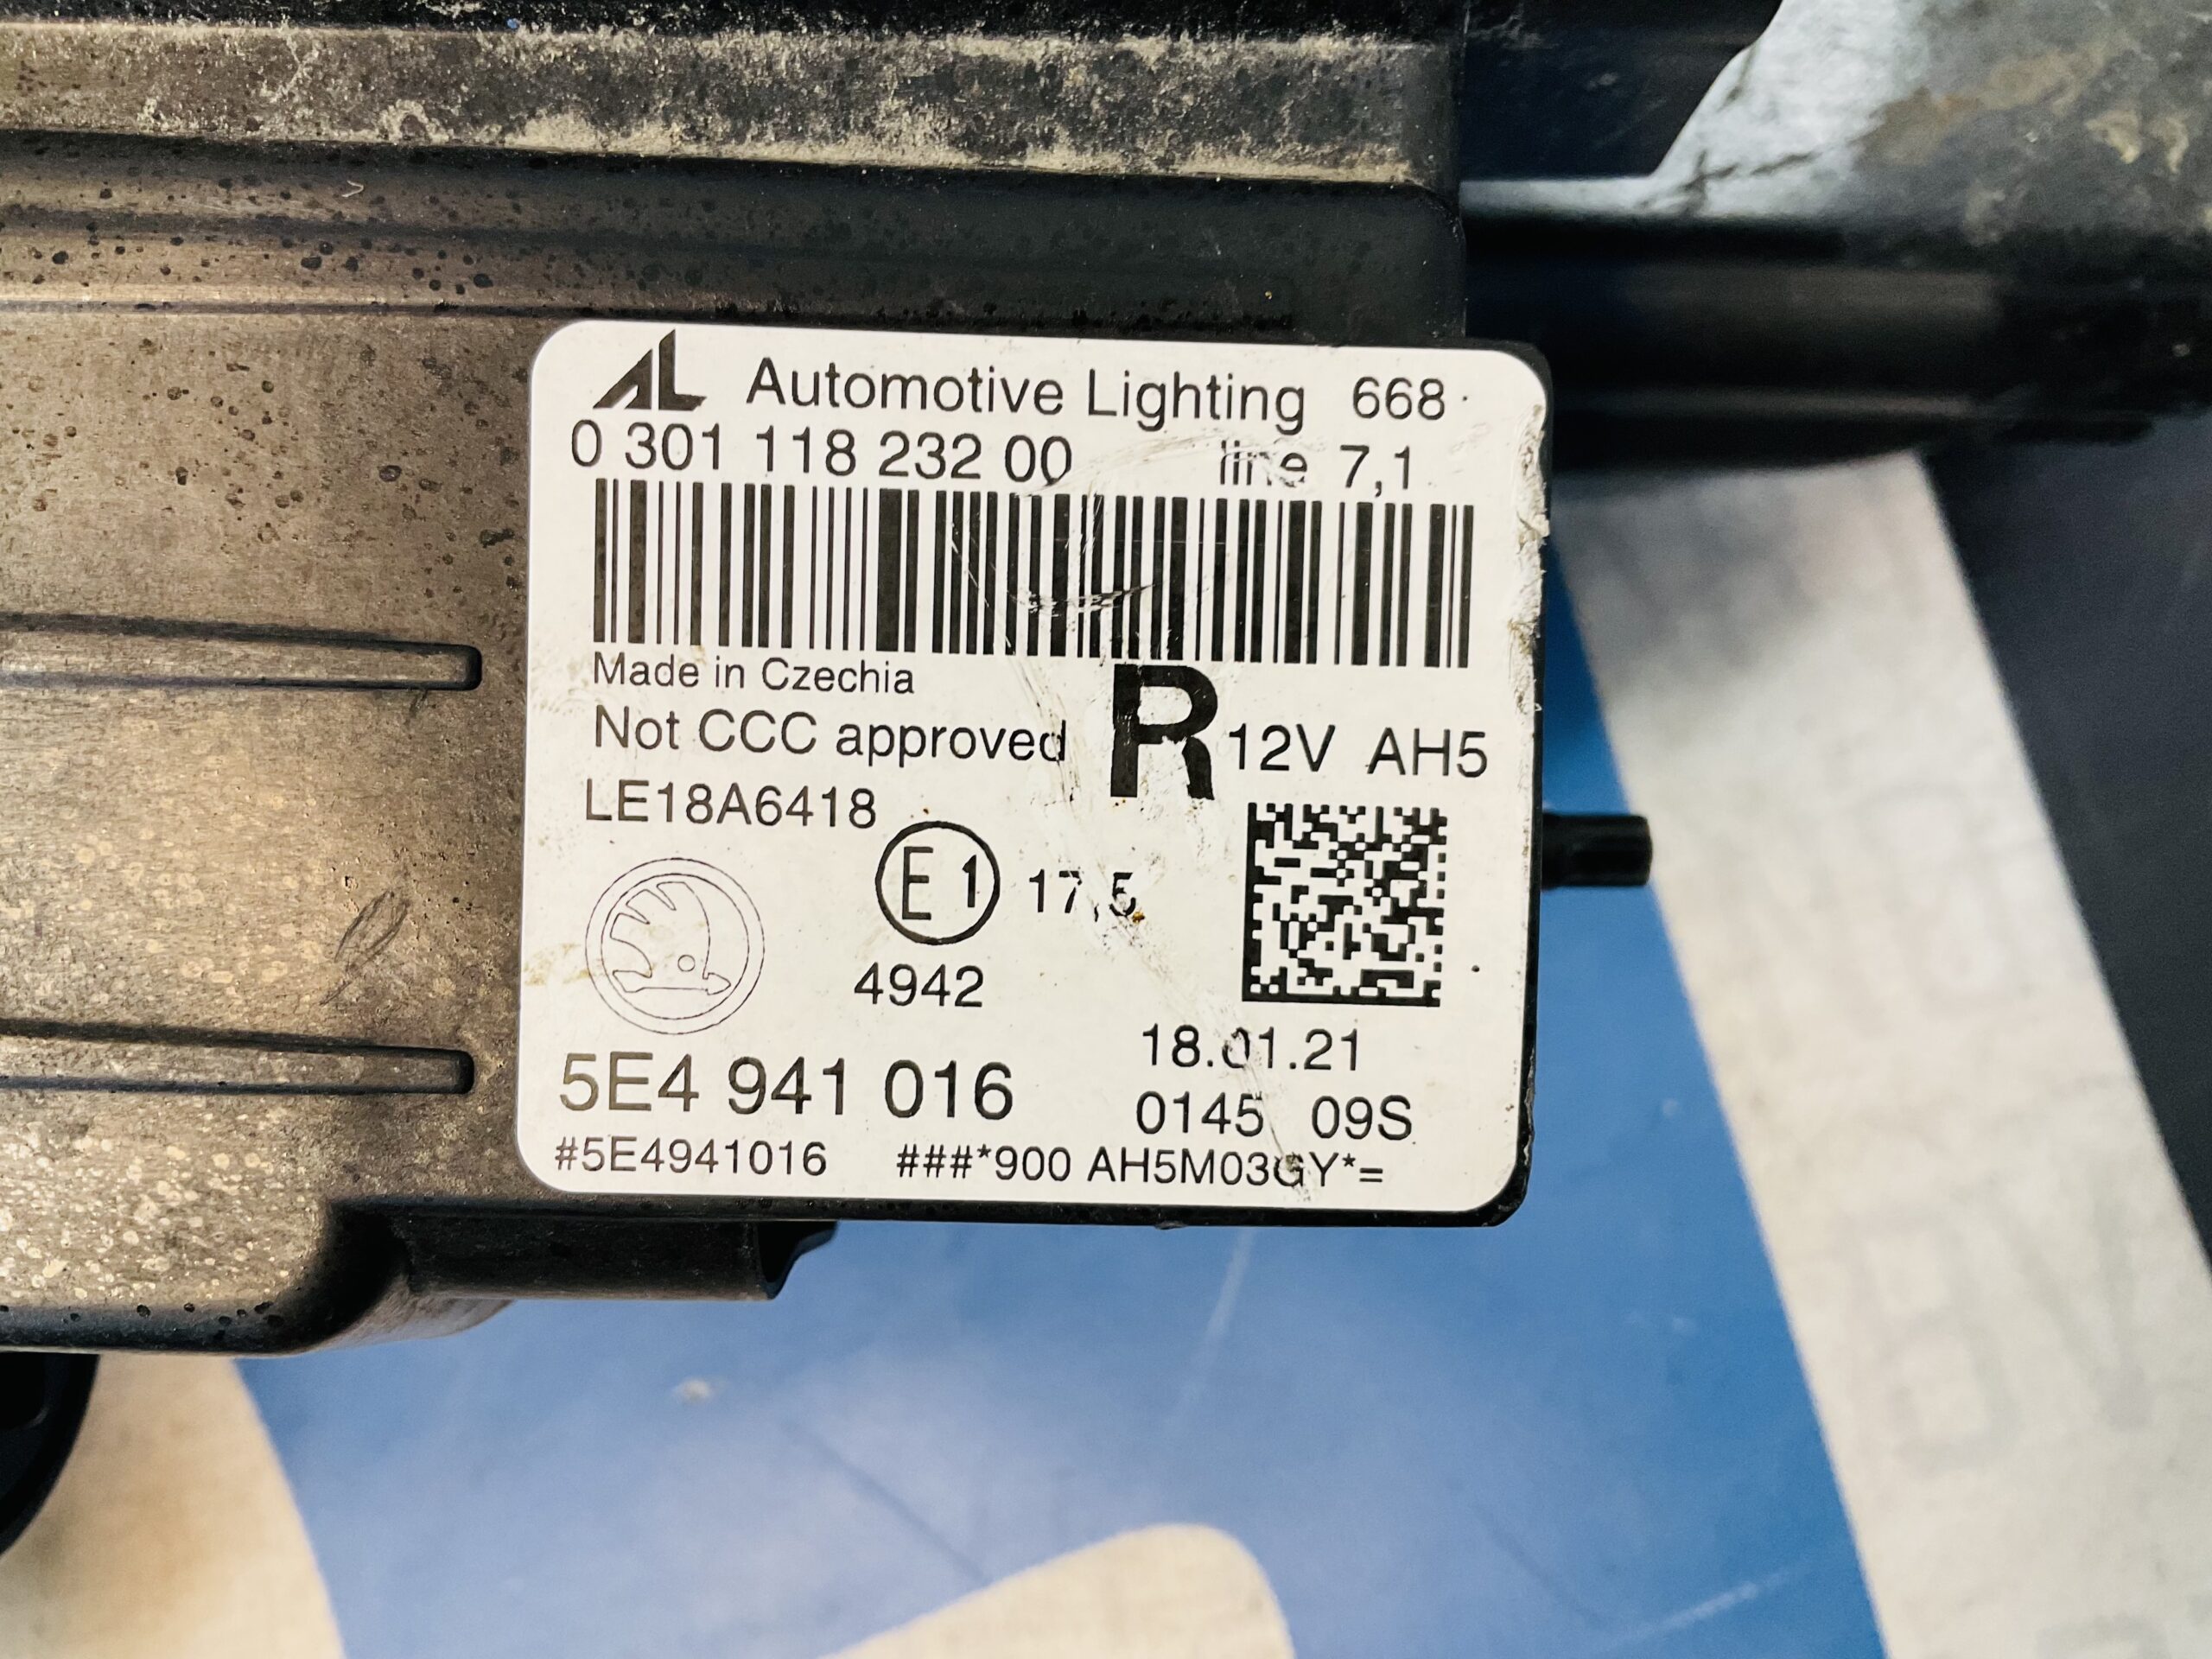 AL Automotive Lighting 668
0 301 118 232 00 line 7,1
Made in Czechia
Not CCC approved R 12V AH5
LE18A6418
E1 17,5
4942
18.01.21
5E4 941 016
0145 09S
#5E4941016 ###*900 AH5M03GY*=